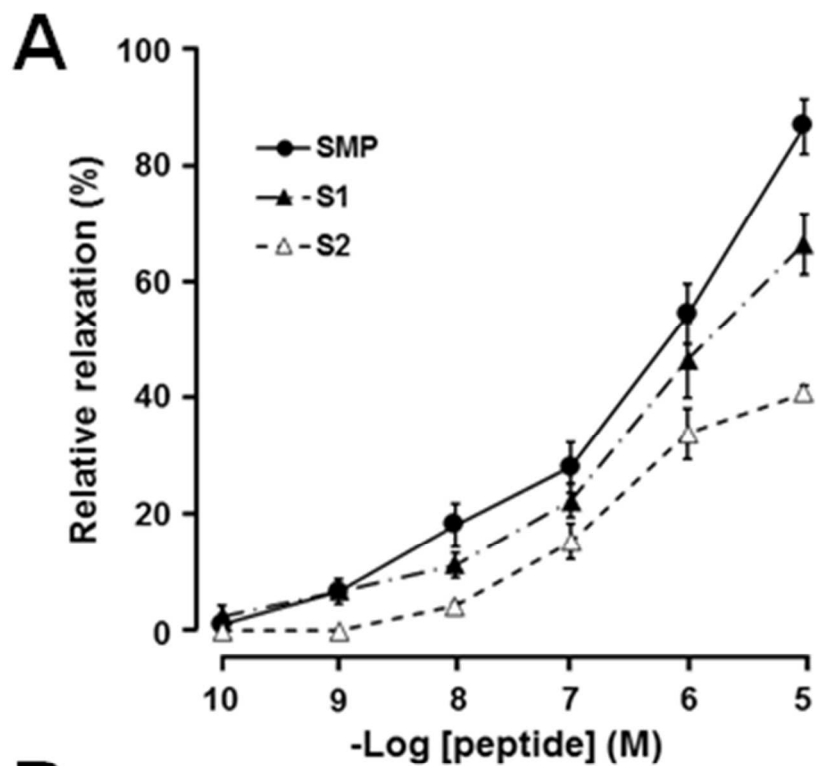 A
100
80
60
40
20
0
SMP
S1
S2
Relative relaxation (%)
10 9 8 7 6 5
-Log [peptide] (M)